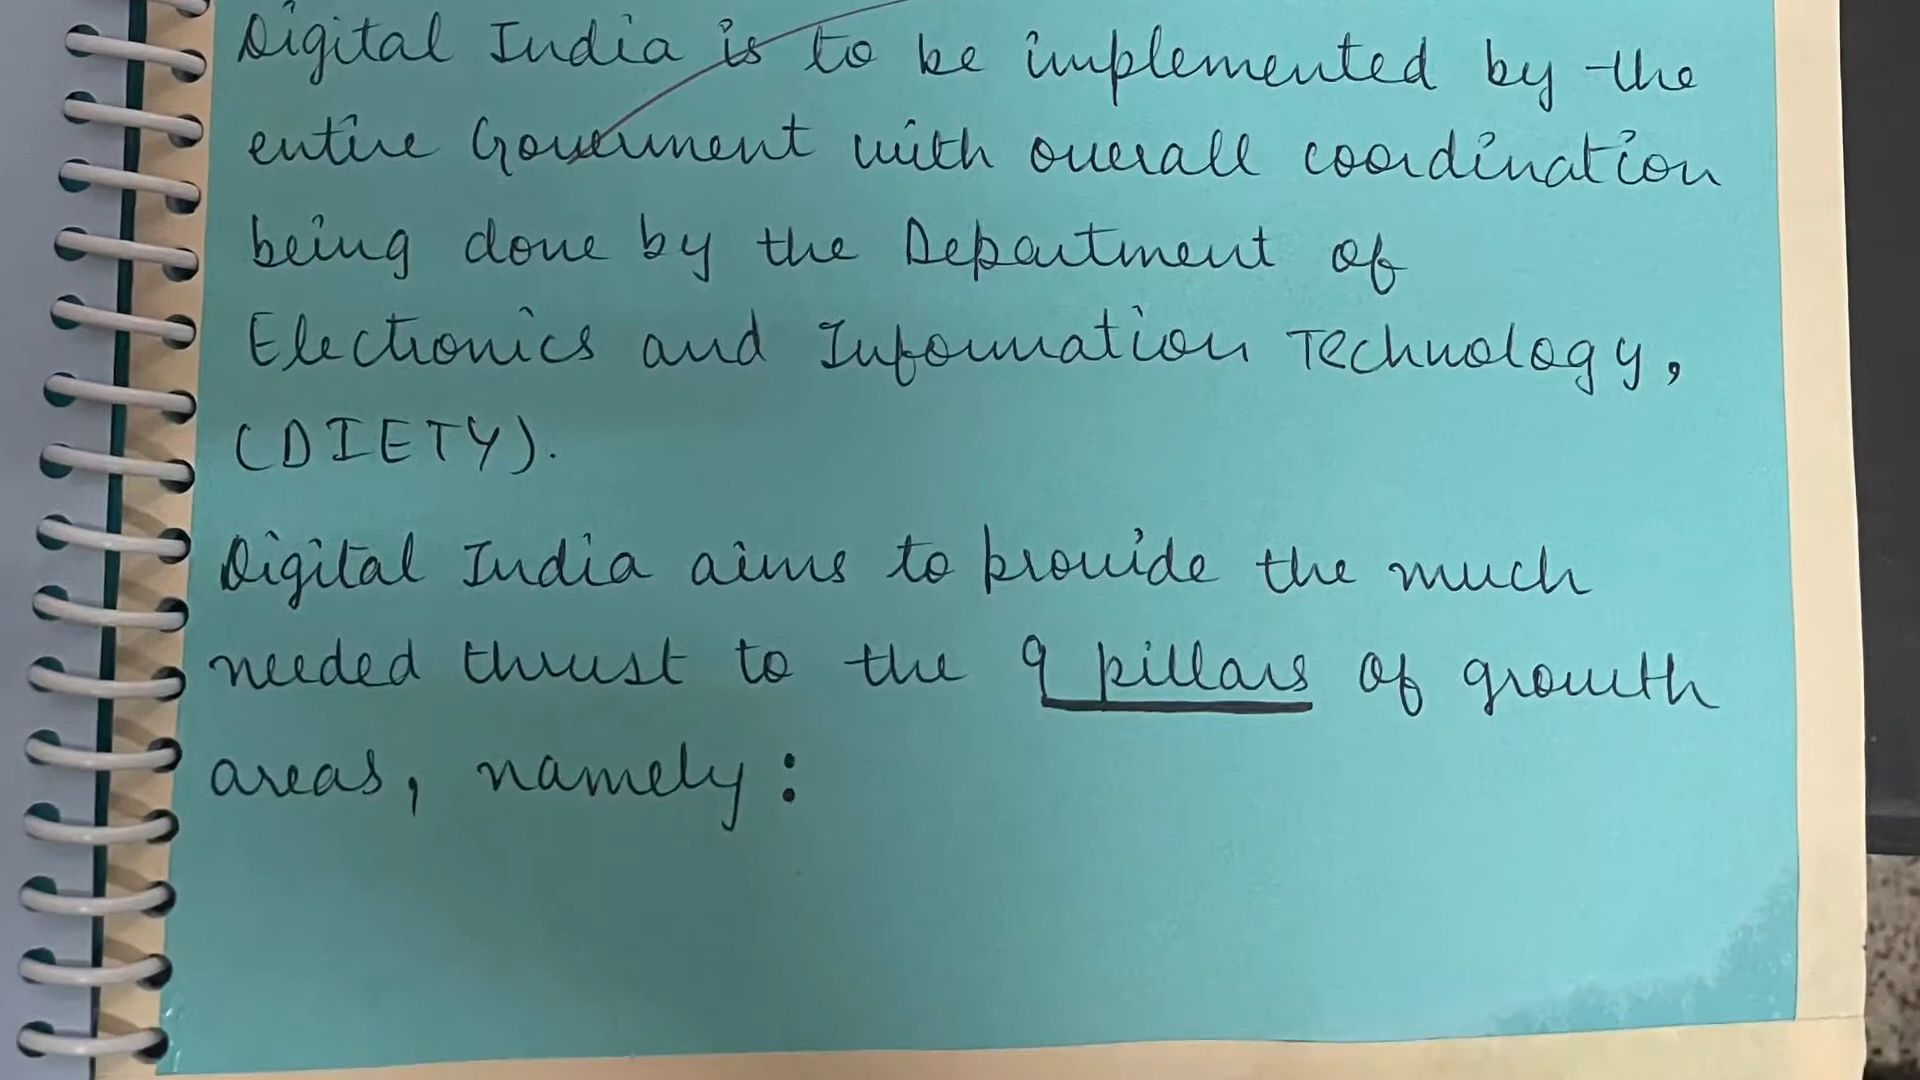 Digital India is to be implemented by the
entire Government with overall coordination
being done by the Department of
Electronics and Information Technology,
(DIETY).
Digital India aims to provide the much
needed thrust to the 9 pillars of growth
areas, namely: